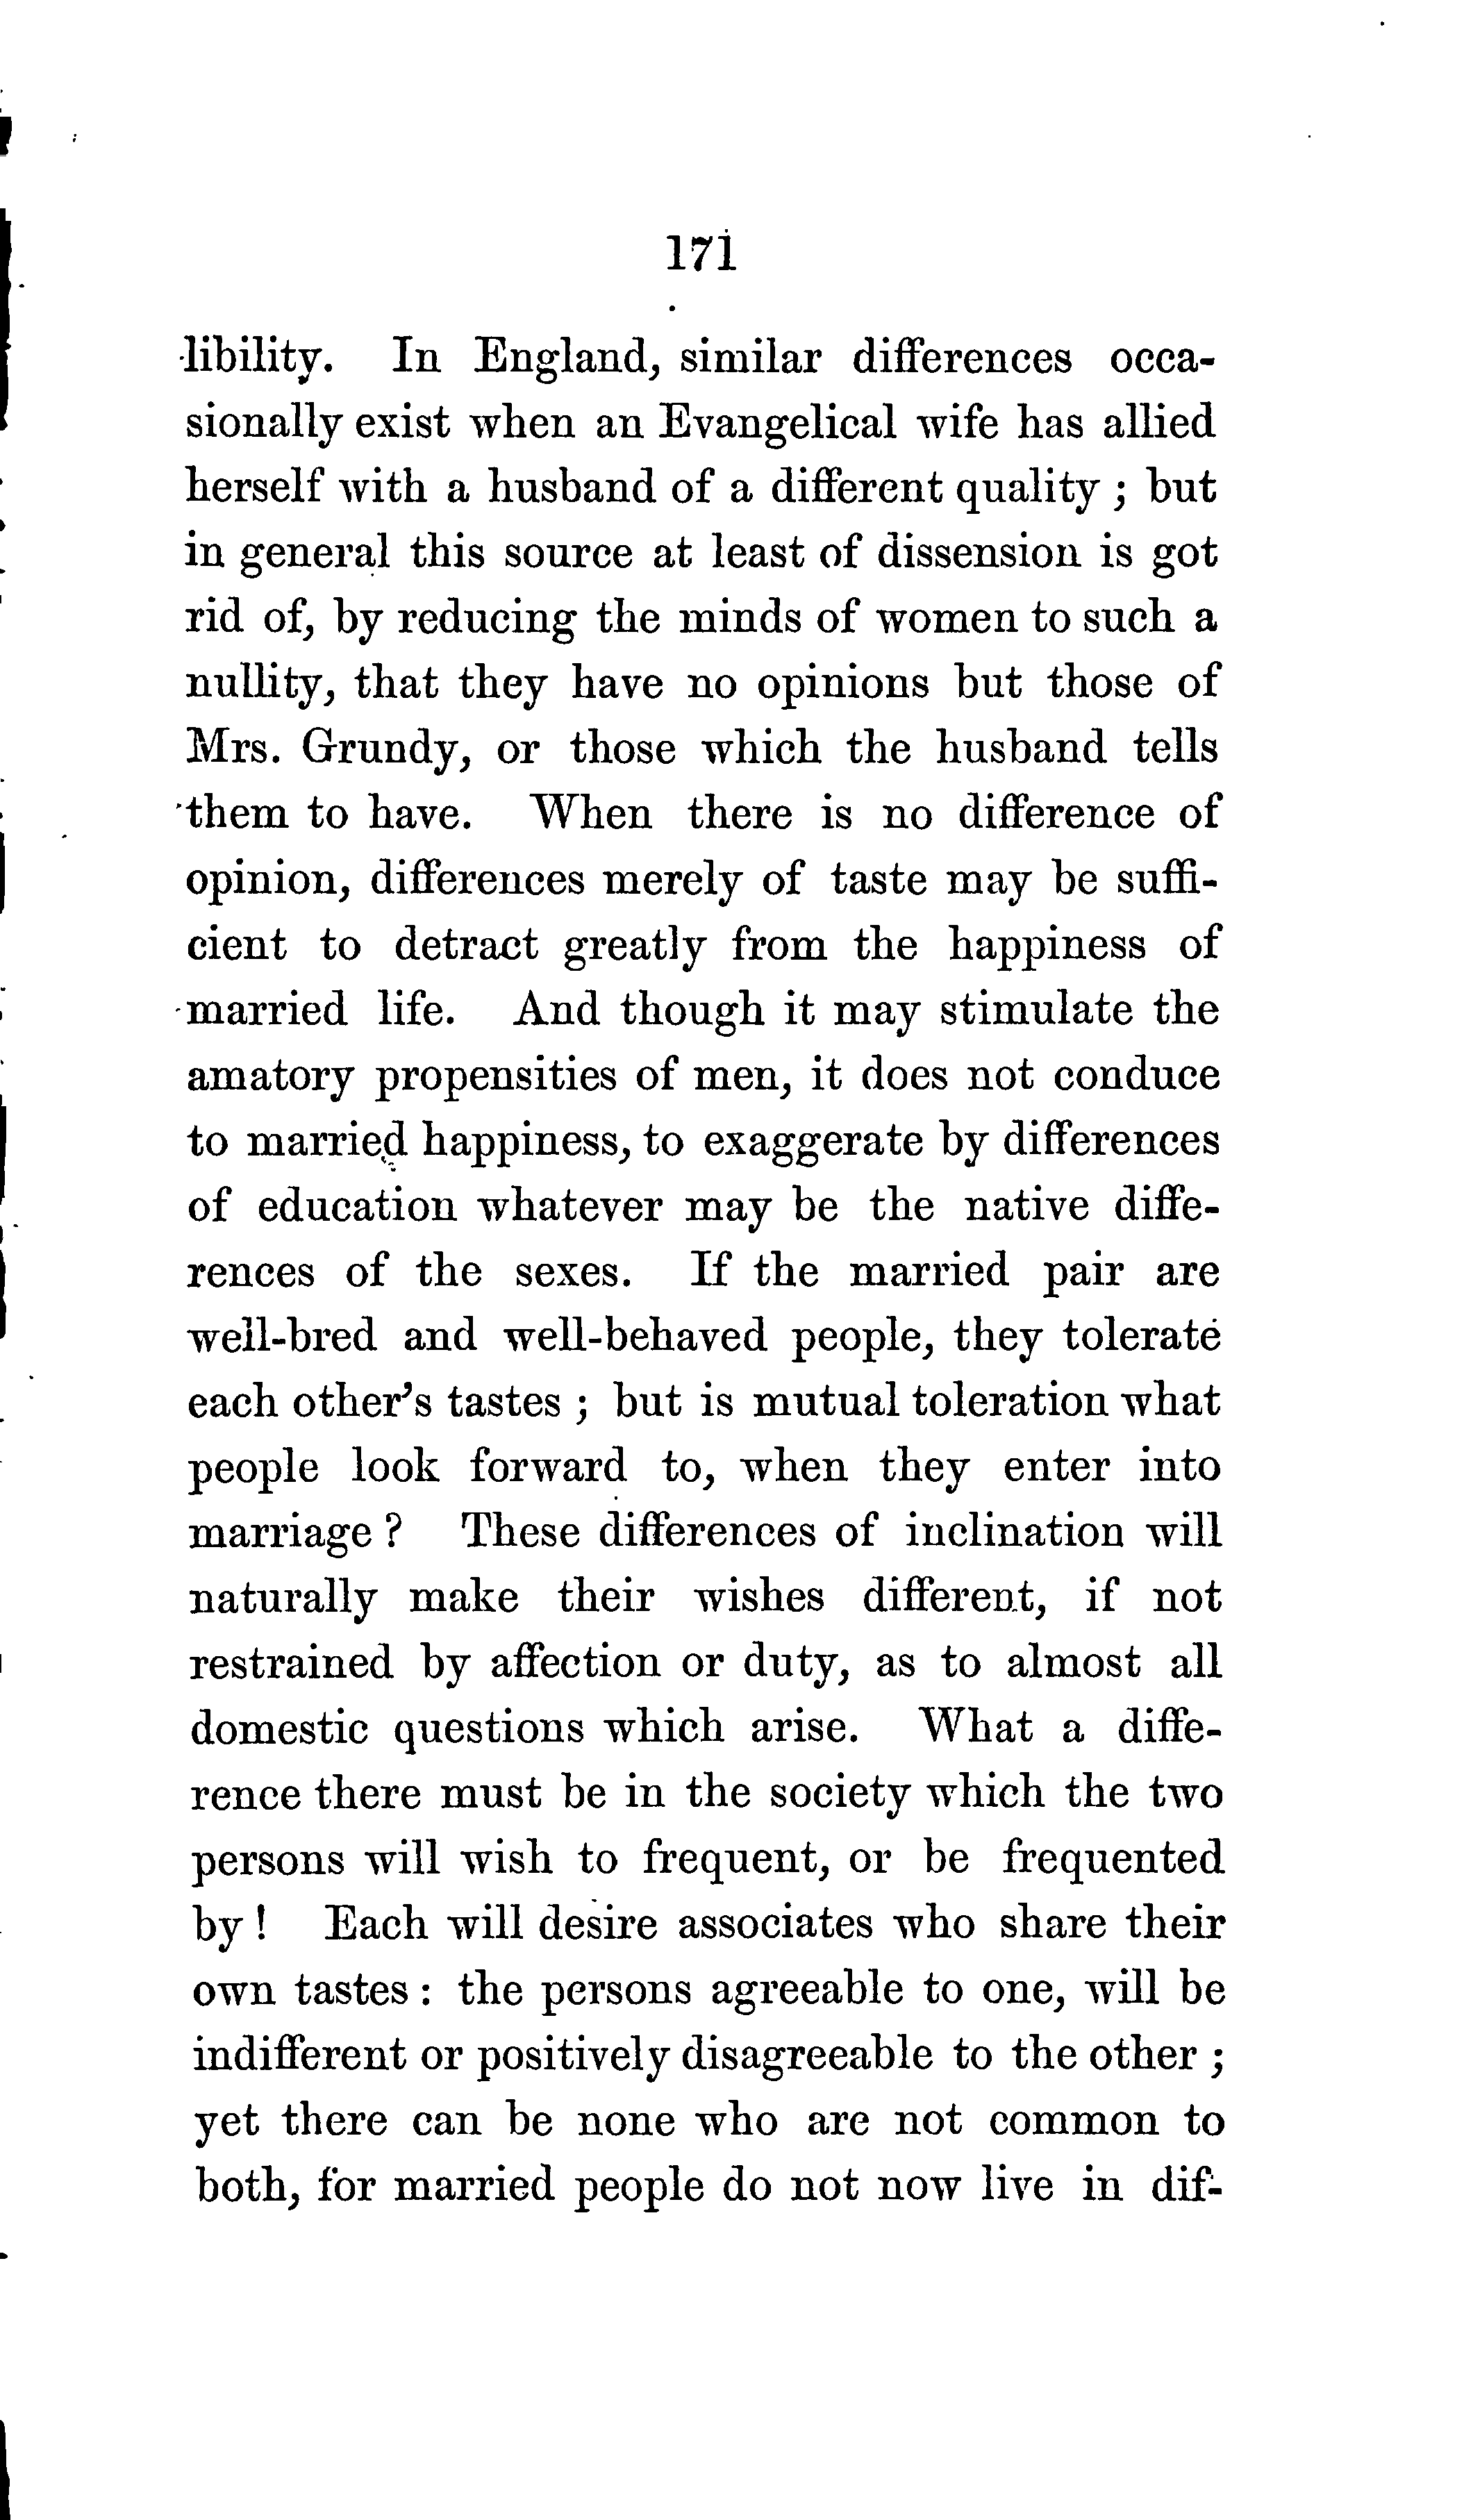 171
libility. In England, similar differences occa-
sionally exist when an Evangelical wife has allied
herself with a husband of a different quality ; but
in general this source at least of dissension is got
rid of, by reducing the minds of women to such a
nullity, that they have no opinions but those of
Mrs. Grundy, or those which the husband tells
them to have. When there is no difference of
opinion, differences merely of taste may be suffi-
cient to detract greatly from the happiness of
married life. And though it may stimulate the
amatory propensities of men, it does not conduce
to married happiness, to exaggerate by differences
of education whatever may be the native diffe-
rences of the sexes. If the married pair are
well-bred and well-behaved people, they tolerate
each other's tastes ; but is mutual toleration what
people look forward to, when they enter into
marriage ? These differences of inclination will
naturally make their wishes different, if not
restrained by affection or duty, as to almost all
domestic questions which arise. What a diffe-
rence there must be in the society which the two
persons will wish to frequent, or be frequented
by ! Each will desire associates who share their
own tastes : the persons agreeable to one, will be
indifferent or positively disagreeable to the other ;
yet there can be none who are not common to
both, for married people do not now live in dif-